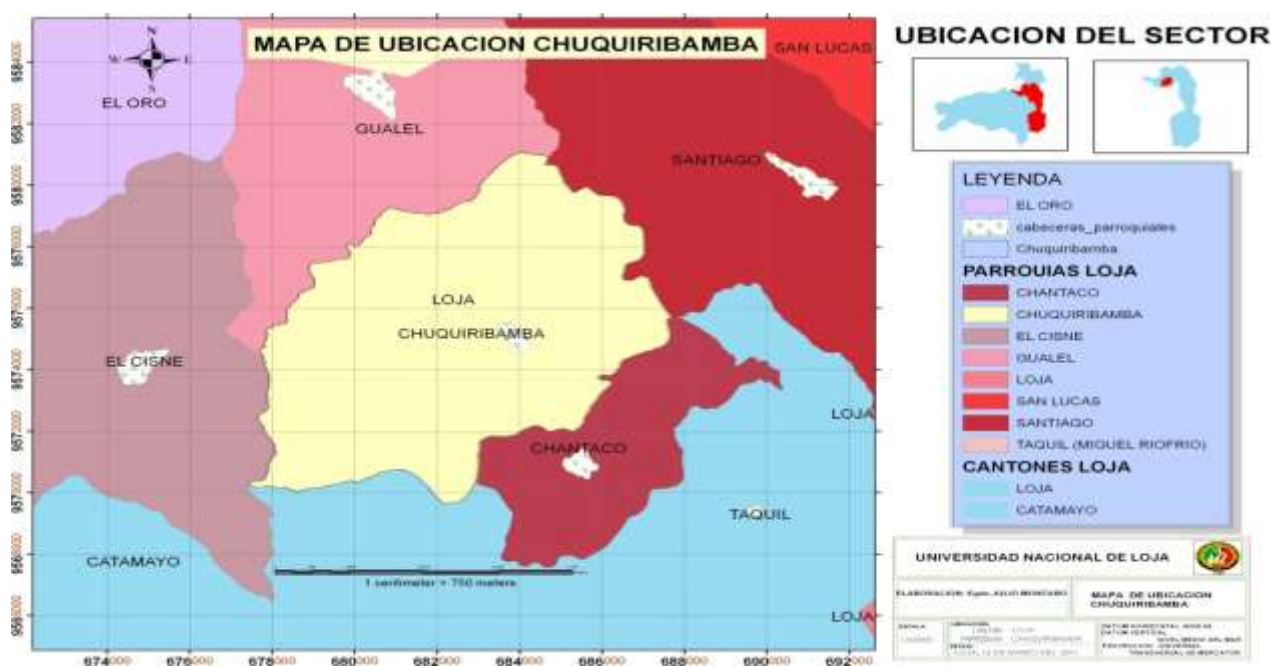 MAPA DE UBICACION CHUQUIRIBAMBA
N
W E
S
EL ORO
GUALEL
SAN LUCAS
SANTIAGO
LOJA
CHUQUIRIBAMBA
EL CISNE
LOJA
CHANTACO
TAQUIL
CATAMAYO
1 centimeter = 750 meters
LOJA
674000 676000 678000 680000 682000 684000 686000 688000 690000 692000
UBICACION DEL SECTOR
LEYENDA
EL ORO
cabeceras_parroquiales
Chuquiribamba
PARROUIAS LOJA
CHANTACO
CHUQUIRIBAMBA
EL CISNE
GUALEL
LOJA
SAN LUCAS
SANTIAGO
TAQUIL (MIGUEL RIOFRIO)
CANTONES LOJA
LOJA
CATAMAYO
UNIVERSIDAD NACIONAL DE LOJA
ELABORACION: Egdo. JULIO
MAPA DE UBICACION
CHUQUIRIBAMBA